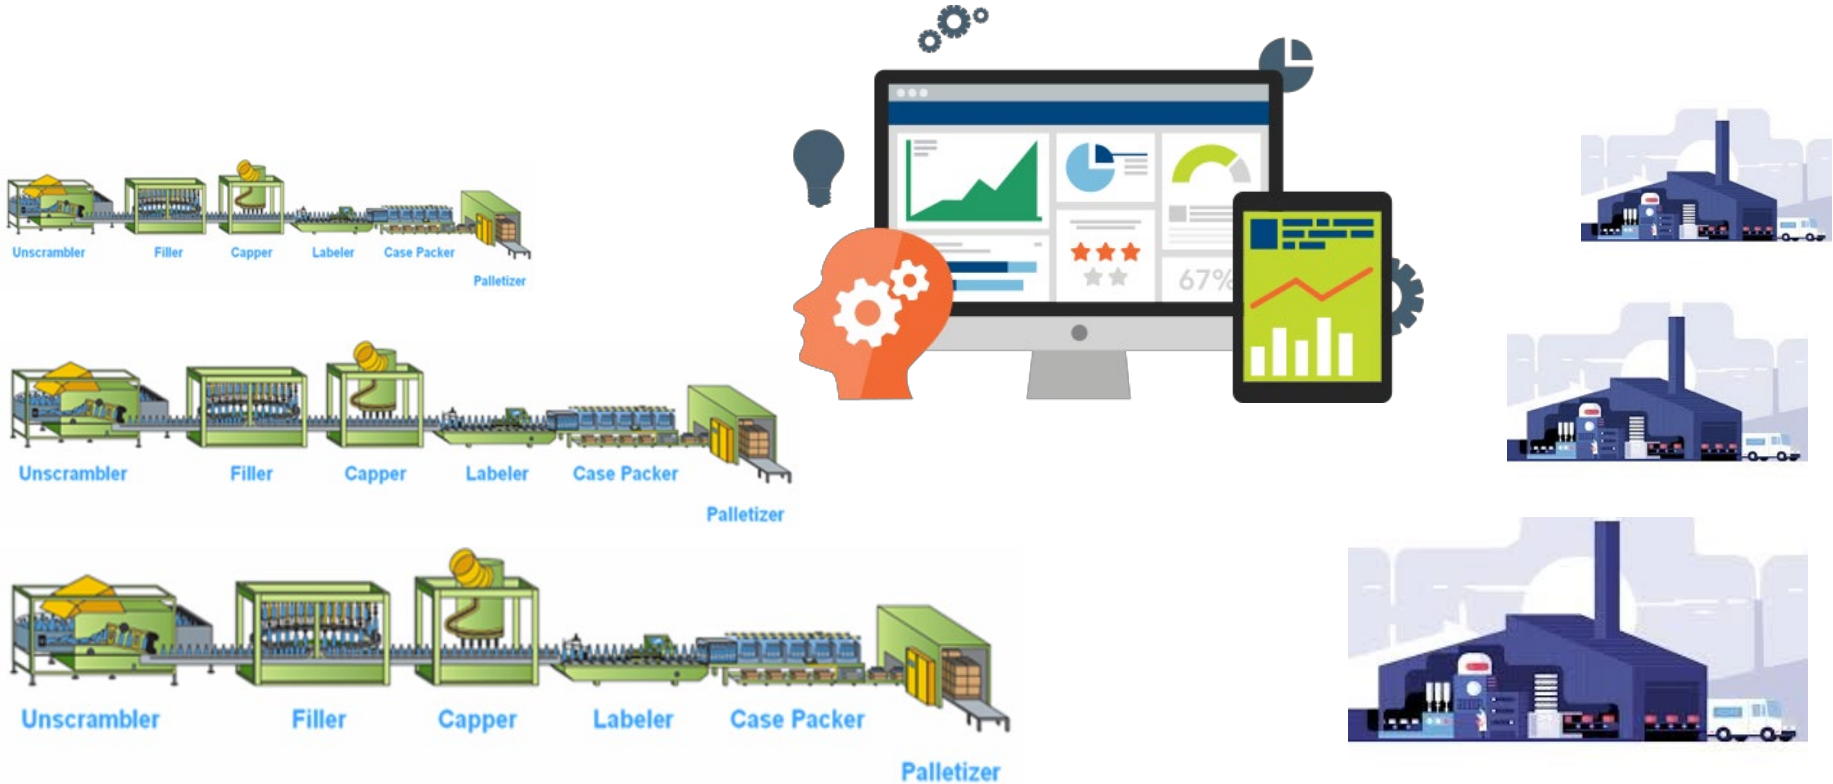 Unscrambler Filler Capper Labeler Case Packer
Palletizer
67%
Unscrambler Filler Capper Labeler Case Packer
Palletizer
Unscrambler Filler Capper Labeler Case Packer
Palletizer